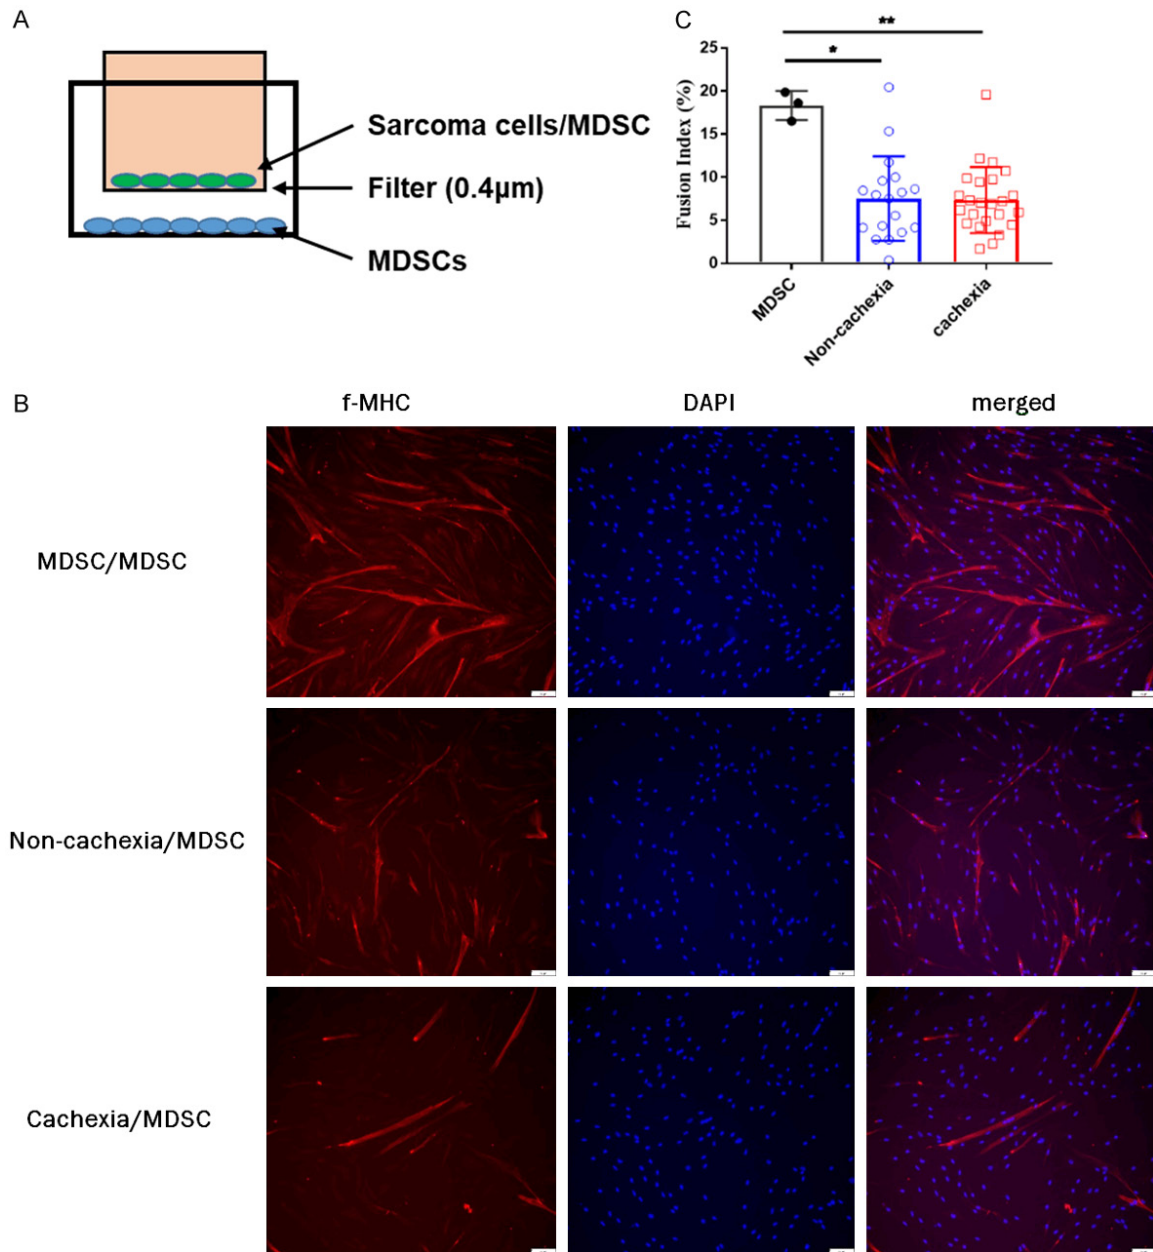 A
Sarcoma cells/MDSC
Filter (0.4μm)
MDSCs
C
**
*
Fusion Index (%)
25
20
15
10
5
0
MDSC
Non-cachexia
cachexia
B
f-MHC DAPI merged
MDSC/MDSC
Non-cachexia/MDSC
Cachexia/MDSC